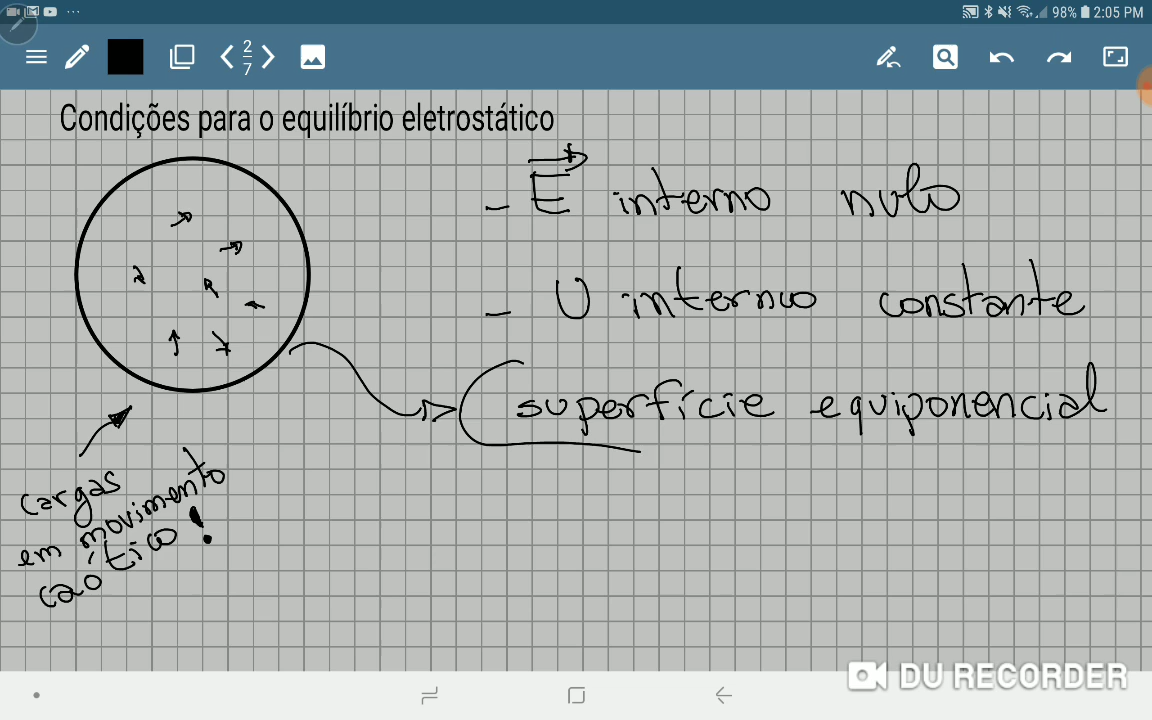 98% 2:05 PM
2
7
Condições para o equilíbrio eletrostático
- E interno nulo
- U interno constante
superfície equiponencial
cargas
em movimento
caótico!
DU RECORDER